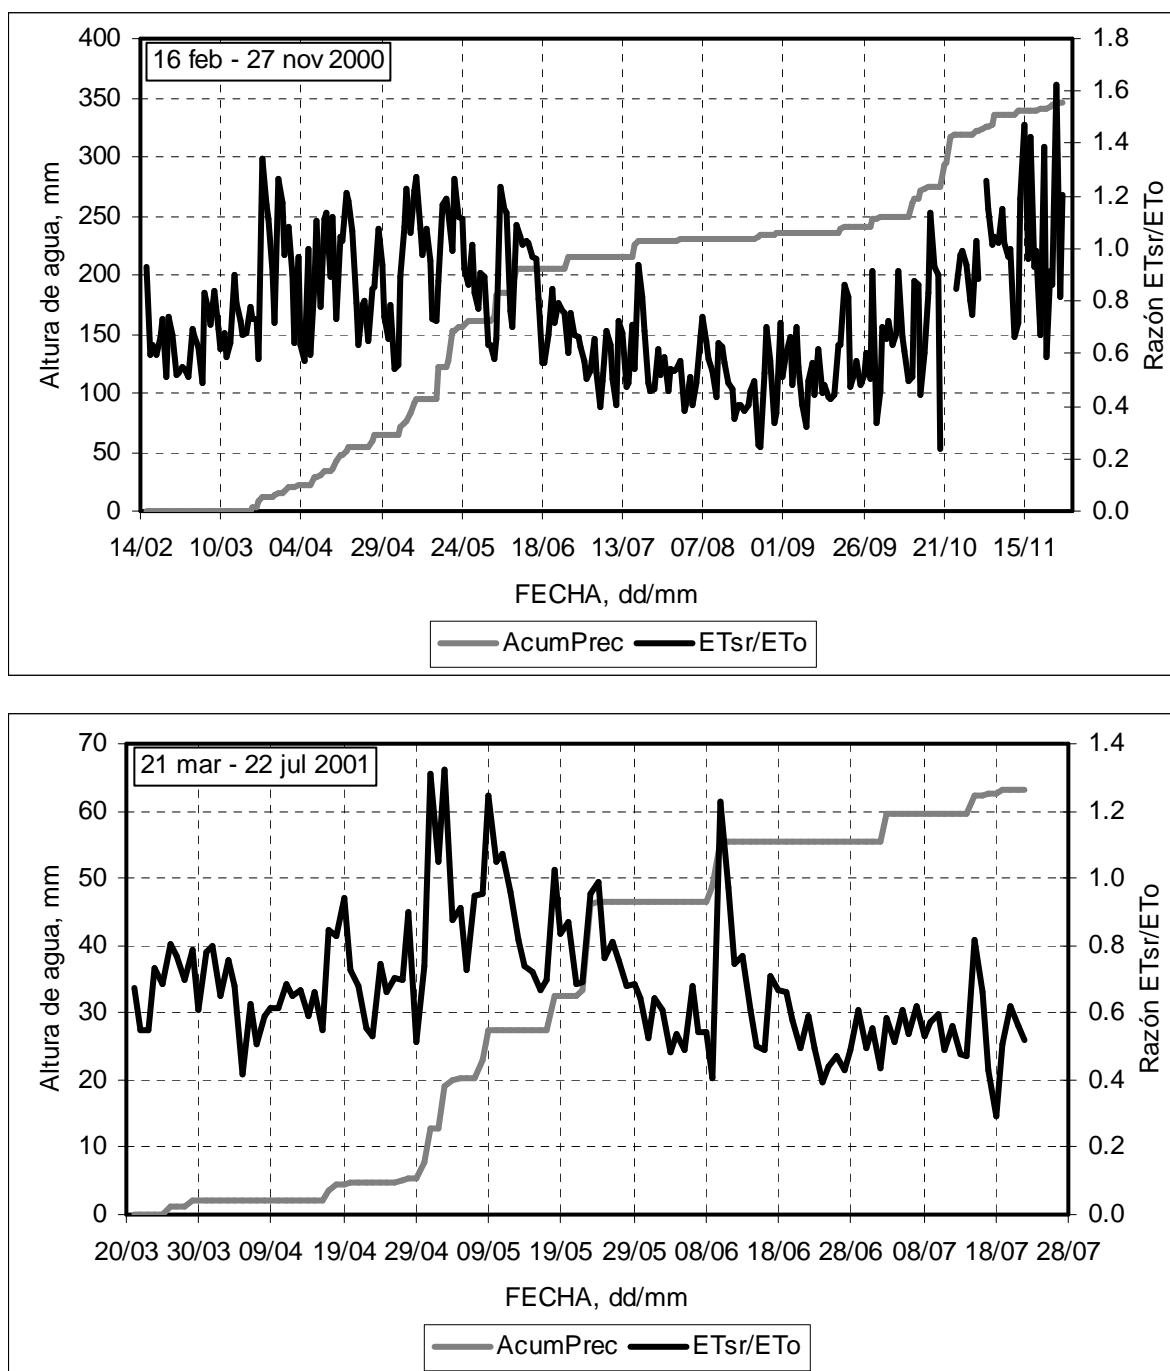 16 feb - 27 nov 2000
Altura de agua, mm
400
350
300
250
200
150
100
50
0
1.8
1.6
1.4
1.2
1.0
0.8
0.6
0.4
0.2
0.0
Razón ETsr/ETo
14/02 10/03 04/04 29/04 24/05 18/06 13/07 07/08 01/09 26/09 21/10 15/11
FECHA, dd/mm
AcumPrec ETsr/ETo
21 mar - 22 jul 2001
Altura de agua, mm
70
60
50
40
30
20
10
0
1.4
1.2
1.0
0.8
0.6
0.4
0.2
0.0
Razón ETsr/ETo
20/03 30/03 09/04 19/04 29/04 09/05 19/05 29/05 08/06 18/06 28/06 08/07 18/07 28/07
FECHA, dd/mm
AcumPrec ETsr/ETo